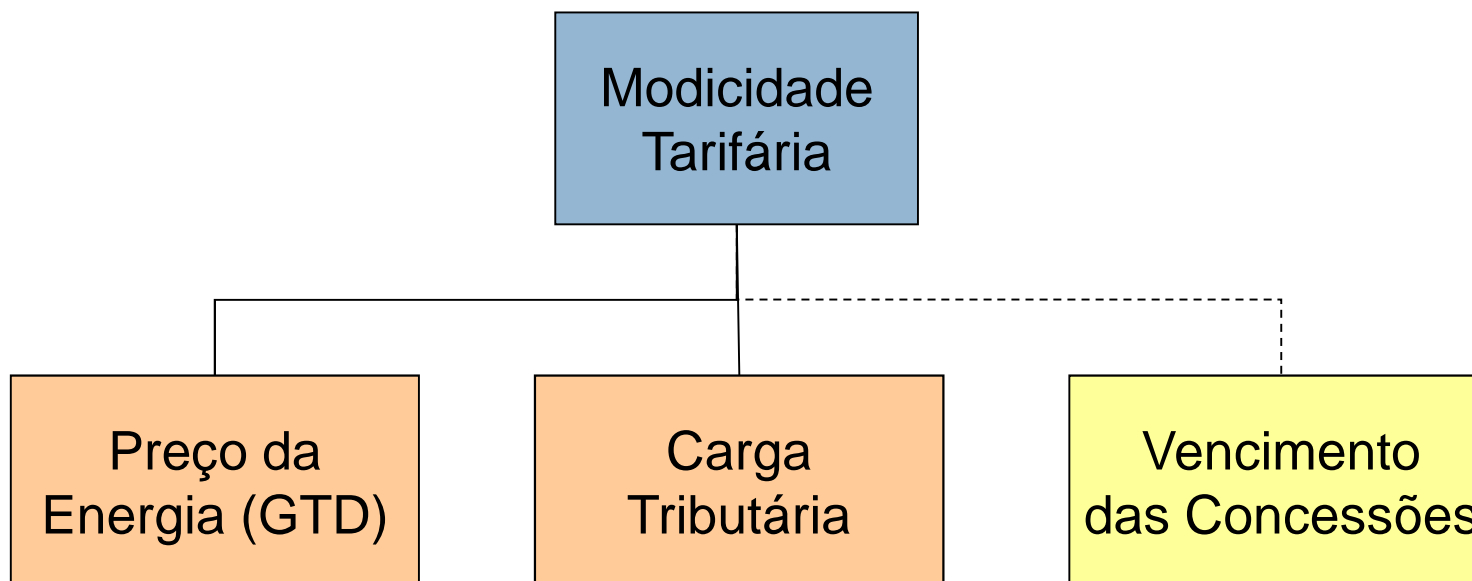 Modicidade
Tarifária
Preço da
Energia (GTD)
Carga
Tributária
Vencimento
das Concessões